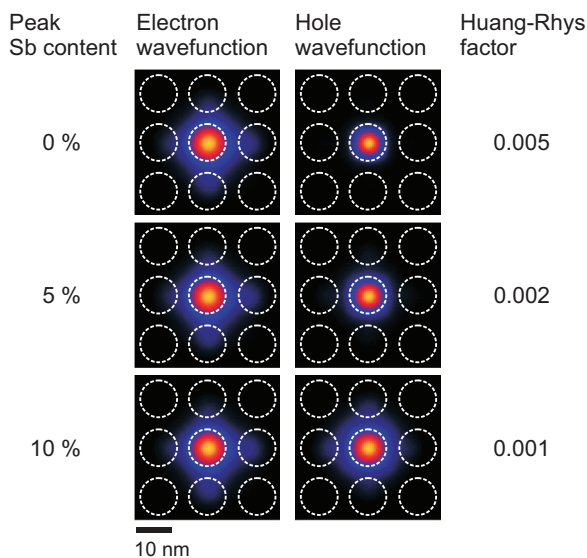 Peak
Sb content
Electron
wavefunction
Hole
wavefunction
Huang-Rhys
factor
0 %
0.005
5 %
0.002
10 %
0.001
10 nm